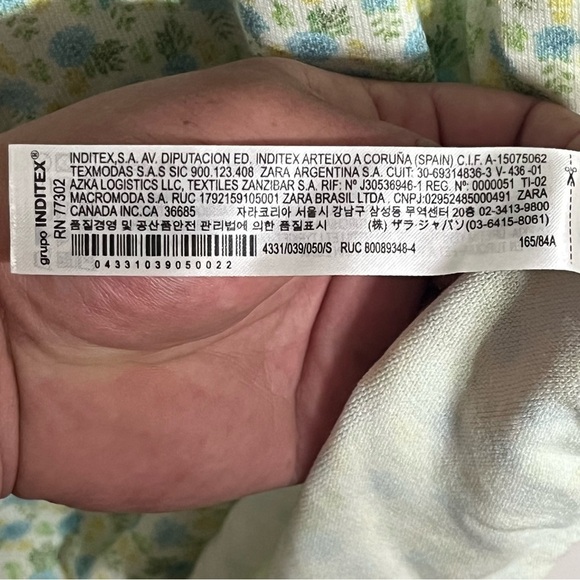 grupo INDITEX®
RN 77302
INDITEX,S.A. AV. DIPUTACION ED. INDITEX ARTEIXO A CORUÑA (SPAIN) C.I.F. A-15075062
TEXMODAS S.A.S SIC 900.123.408 ZARA ARGENTINA S.A. CUIT: 30-69314836-3 V- 436 -01
AZKA LOGISTICS LLC, TEXTILES ZANZIBAR S.A. RIF: Nº J30536946-1 REG. Nº: 0000051 TI-02
MACROMODA S.A. RUC 1792159105001 ZARA BRASIL LTDA . CNPJ:02952485000491 ZARA
CANADA INC.CA 36685 자라코리아 서울시 강남구 삼성동 무역센터 20층 02-3413-9800
품질경영 및 공산품안전 관리법에 의한 품질표시 (株) ザラ・ジャパン(03-6415-8061)
4331/039/050/S RUC 80089348-4 165/84A
04331039050022